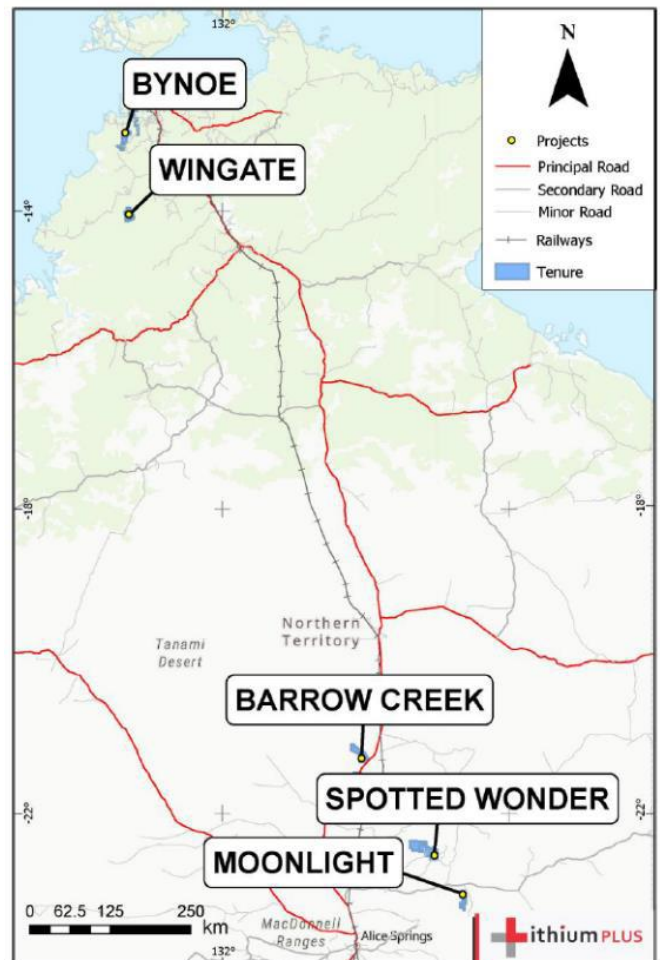 132°
N
BYNOE
Projects
Principal Road
WINGATE
Secondary Road
Minor Road
-14°
Railways
Tenure
-18°
-18°
Northern
Territory
Tanami
Desert
BARROW CREEK
SPOTTED WONDER
-22°
-22°
MOONLIGHT
0 62.5 125 250
km
MacDonnell
Ranges
Alice Springs
Lithium PLUS
132°